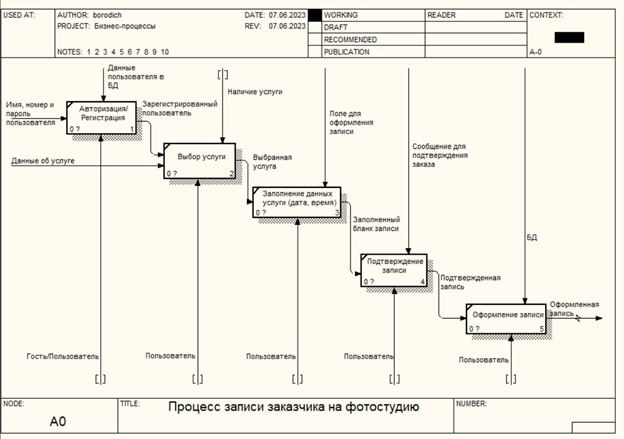 USED AT:
AUTHOR: borodich
DATE: 07.06.2023
WORKING
READER
DATE
CONTEXT:
PROJECT: Бизнес-процессы
REV: 07.06.2023
DRAFT
RECOMMENDED
NOTES: 1 2 3 4 5 6 7 8 9 10
PUBLICATION
A-0
Данные
пользователя в
БД
Наличие услуги
Имя, номер и
пароль
пользователя
Авторизация/
Регистрация
0 ?
1
Зарегистрированный
пользователь
Поле для
оформления
записи
Сообщение для
подтверждения
заказа
Данные об услуге
Выбор услуги
0 ?
2
Выбранная
услуга
Заполнение данных
услуги (дата, время)
0 ?
3
Заполненный
бланк записи
БД
Подтверждение
записи
0 ?
4
Подтвержденная
запись
Оформление записи
0 ?
5
Оформленная
запись
Гость/Пользователь
Пользователь
Пользователь
Пользователь
Пользователь
NODE:
A0
TITLE:
Процесс записи заказчика на фотостудию
NUMBER: